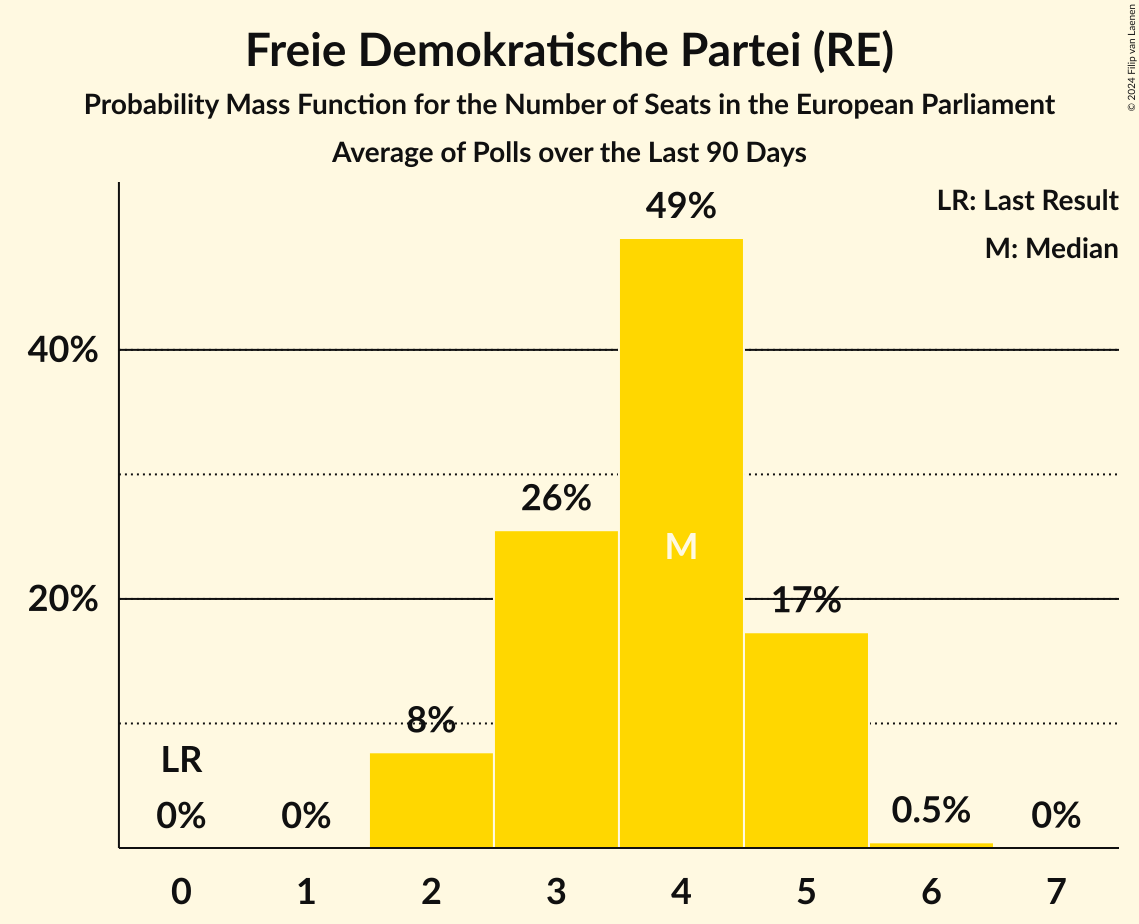 Freie Demokratische Partei (RE)
Probability Mass Function for the Number of Seats in the European Parliament
Average of Polls over the Last 90 Days
© 2024 Filip van Laenen
LR: Last Result
M: Median
49%
40%
26%
M
20%
17%
8%
LR
0%
0%
0.5%
0%
0 1 2 3 4 5 6 7